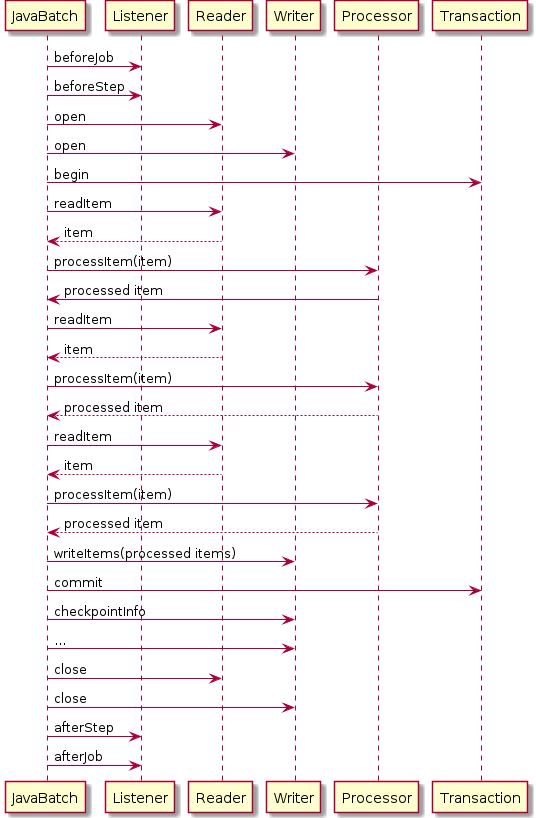 JavaBatch Listener Reader Writer Processor Transaction
beforeJob
beforeStep
open
open
begin
readItem
item
processItem(item)
processed item
readItem
item
processItem(item)
processed item
readItem
item
processItem(item)
processed item
writeItems(processed items)
commit
checkpointInfo
...
close
close
afterStep
afterJob
JavaBatch Listener Reader Writer Processor Transaction